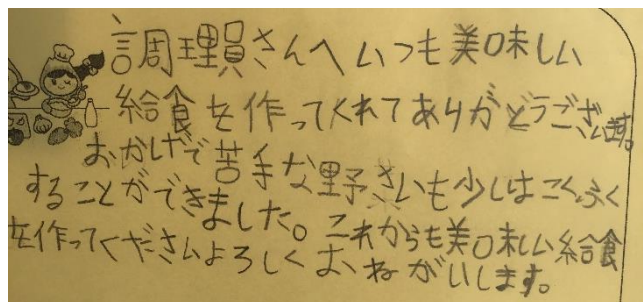 調理員さんへいつも美味しい
給食を作ってくれてありがとうございます。
おかげで苦手な野さいも少しはこくふく
することができました。これからも美味しい給食
を作ってくださいよろしくおねがいします。